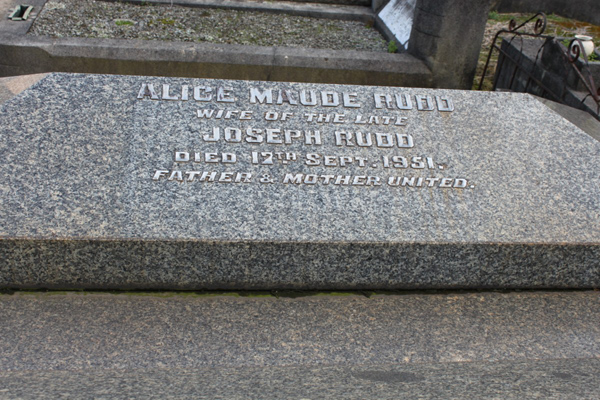 ALICE MAUDE RUDD
WIFE OF THE LATE
JOSEPH RUDD
DIED 12TH SEPT. 1951.
FATHER & MOTHER UNITED.